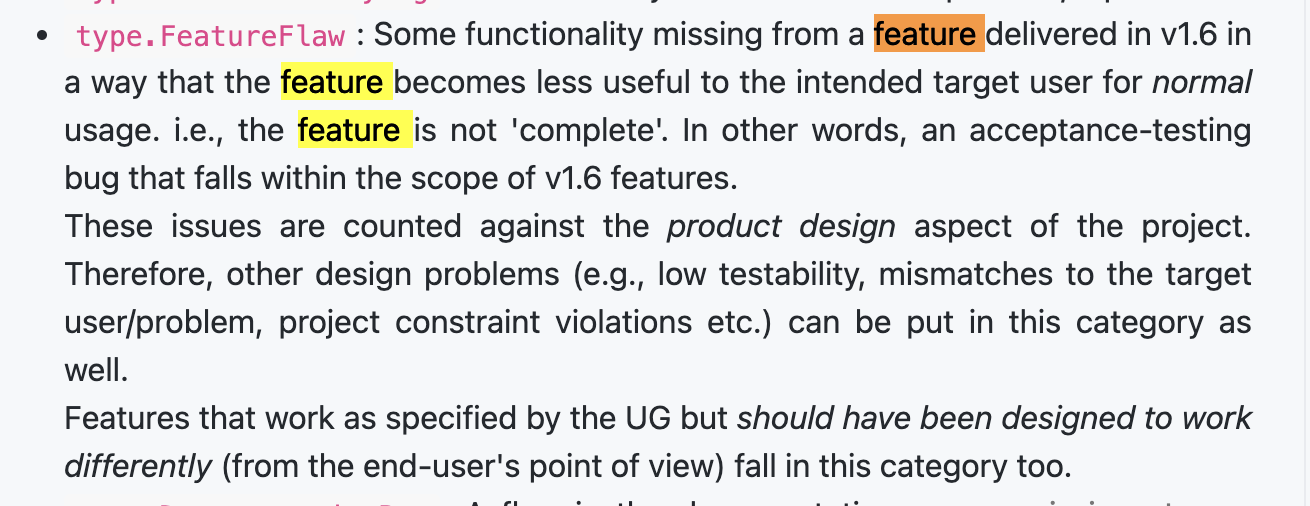 • type.FeatureFlaw : Some functionality missing from a feature delivered in v1.6 in
a way that the feature becomes less useful to the intended target user for normal
usage. i.e., the feature is not 'complete'. In other words, an acceptance-testing
bug that falls within the scope of v1.6 features.
These issues are counted against the product design aspect of the project.
Therefore, other design problems (e.g., low testability, mismatches to the target
user/problem, project constraint violations etc.) can be put in this category as
well.
Features that work as specified by the UG but should have been designed to work
differently (from the end-user's point of view) fall in this category too.